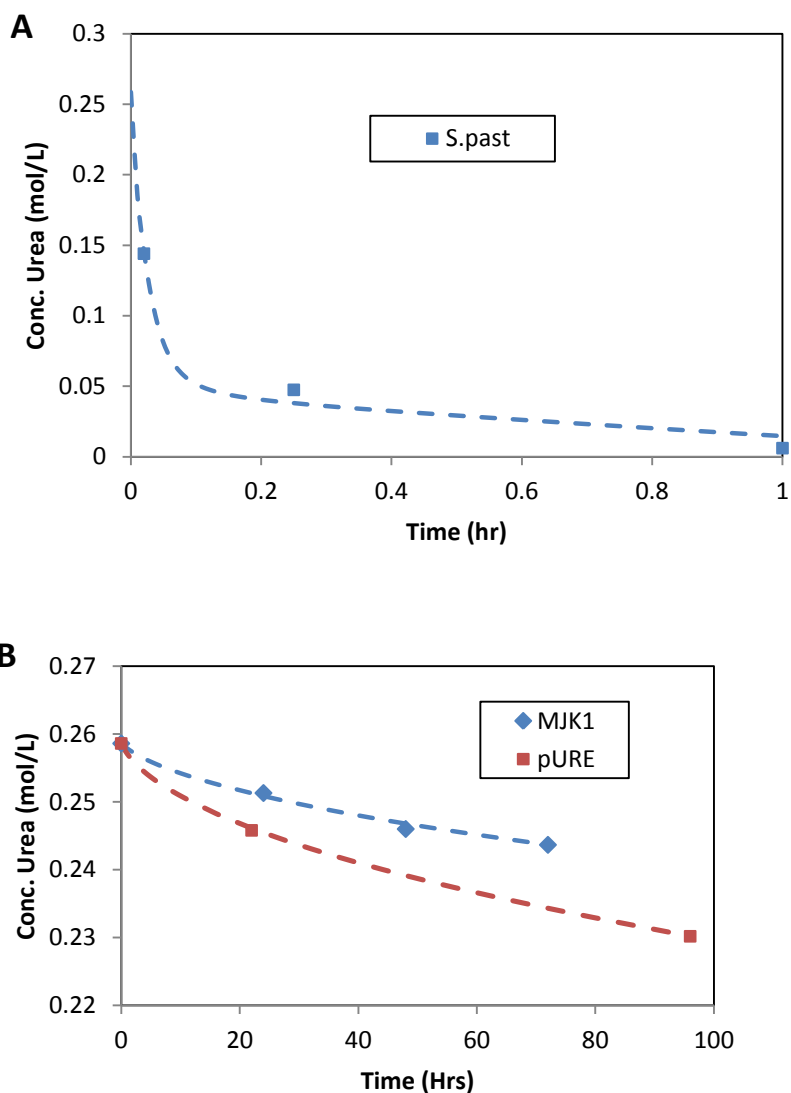 A
0.3
0.25
0.2
0.15
0.1
0.05
0
Conc. Urea (mol/L)
S.past
0 0.2 0.4 0.6 0.8 1
Time (hr)
B
0.27
0.26
0.25
0.24
0.23
0.22
Conc. Urea (mol/L)
MJK1
pURE
0 20 40 60 80 100
Time (Hrs)